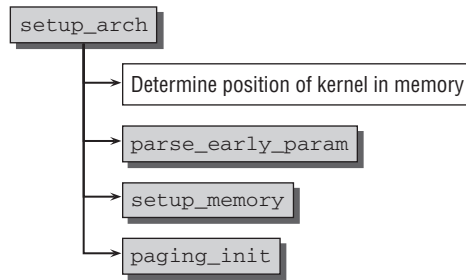 setup_arch
Determine position of kernel in memory
parse_early_param
setup_memory
paging_init